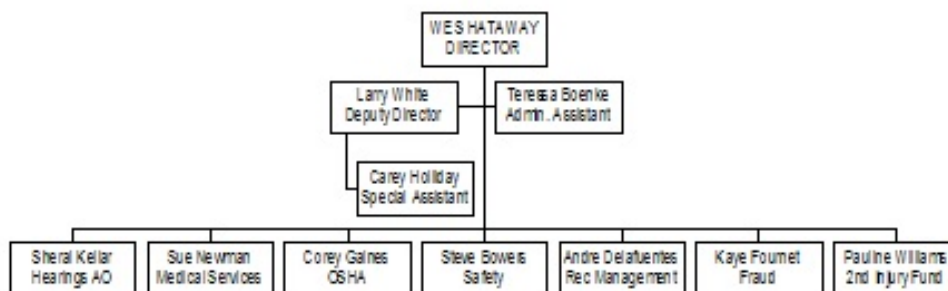 WES HATAWAY
DIRECTOR
Larry White
Deputy Director
Teressa Boenke
Admin. Assistant
Carey Holliday
Special Assistant
Sheral Kellar
Hearings AO
Sue Newman
Medical Services
Corey Gaines
OSHA
Steve Bowers
Safety
Andre Delafuentes
Rec Management
Kaye Fournet
Fraud
Pauline Williams
2nd Injury Fund